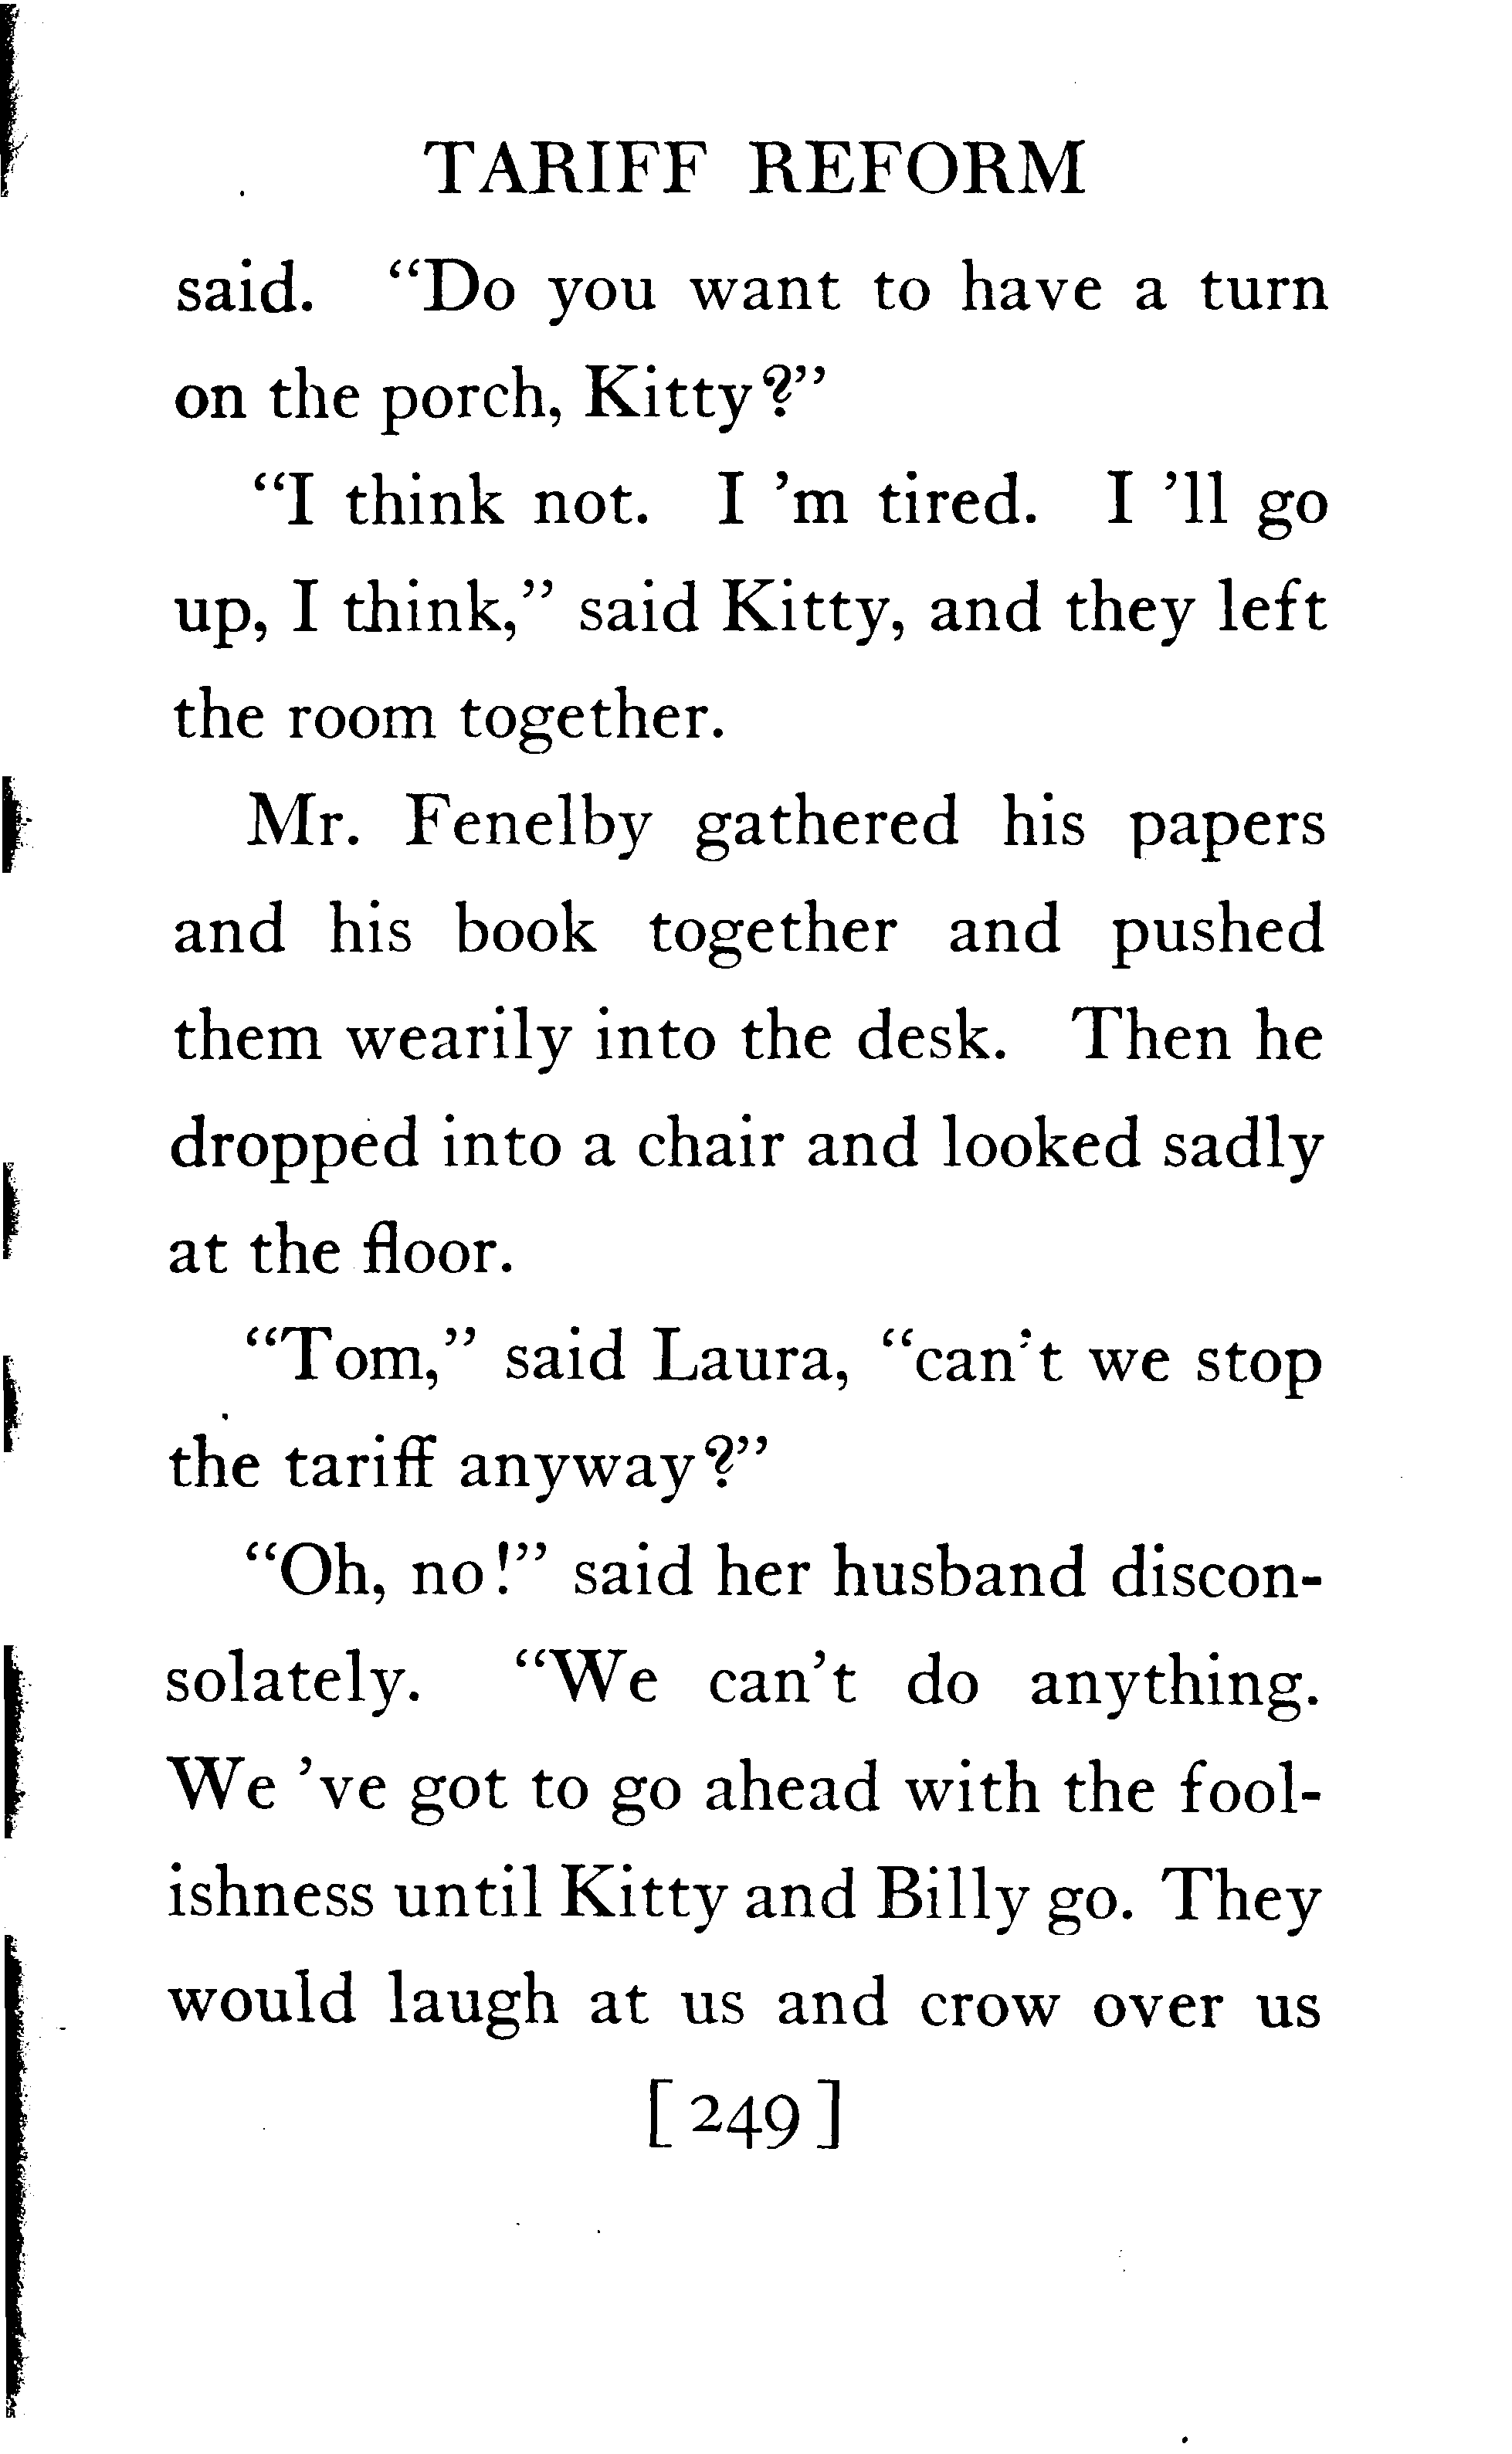 TARIFF REFORM
said. "Do you want to have a turn
on the porch, Kitty?"
"I think not. I 'm tired. I 'll go
up, I think," said Kitty, and they left
the room together.
Mr. Fenelby gathered his papers
and his book together and pushed
them wearily into the desk. Then he
dropped into a chair and looked sadly
at the floor.
"Tom," said Laura, "can't we stop
the tariff anyway?"
"Oh, no!" said her husband discon-
solately. "We can't do anything.
We 've got to go ahead with the fool-
ishness until Kitty and Billy go. They
would laugh at us and crow over us
[249]